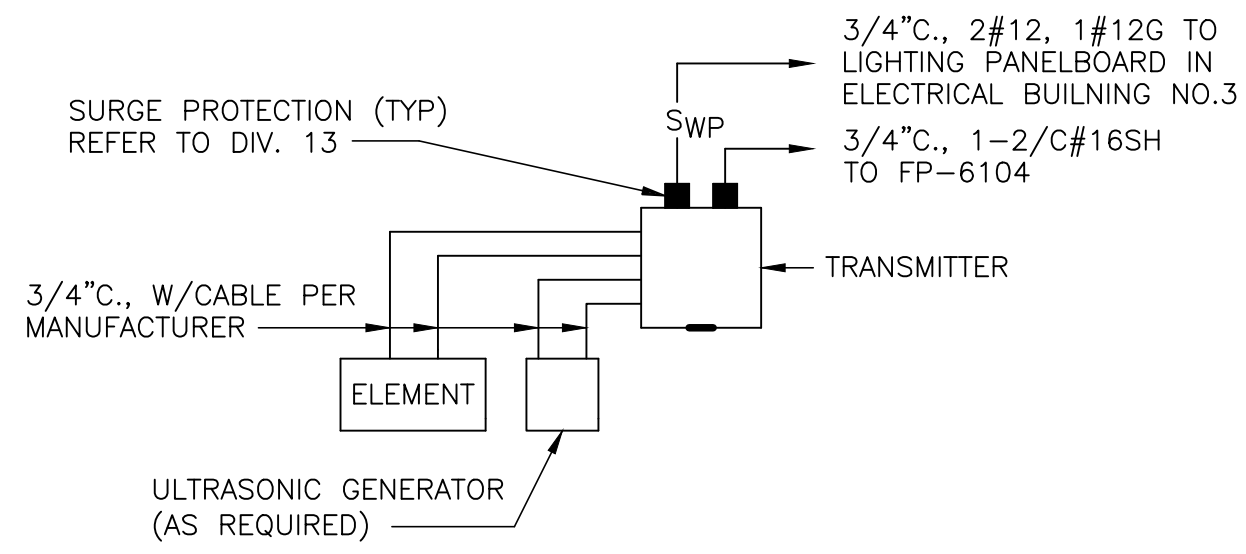 3/4"C., 2#12, 1#12G TO
LIGHTING PANELBOARD IN
ELECTRICAL BUILNING NO.3
SURGE PROTECTION (TYP)
REFER TO DIV. 13
SWP
3/4"C., 1-2/C#16SH
TO FP-6104
TRANSMITTER
3/4"C., W/CABLE PER
MANUFACTURER
ELEMENT
ULTRASONIC GENERATOR
(AS REQUIRED)